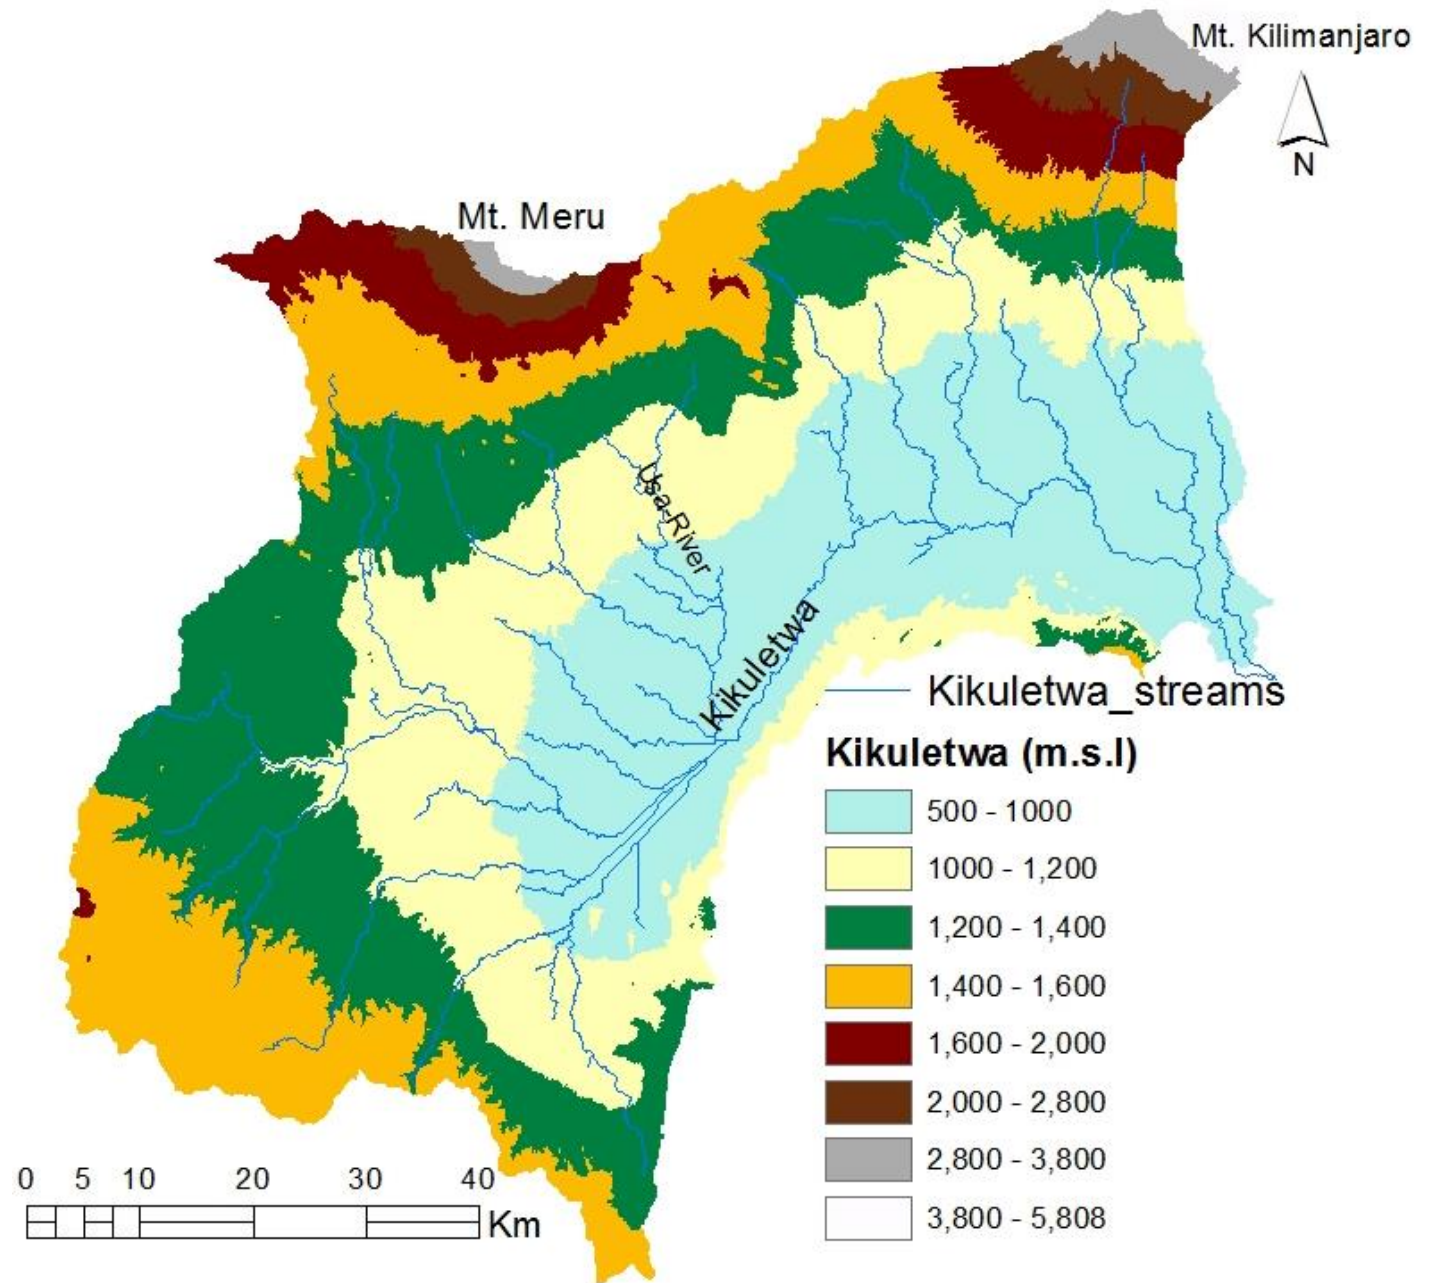 Mt. Kilimanjaro
N
Mt. Meru
Usa-River
Kikuletwa
Kikuletwa_streams
Kikuletwa (m.s.l)
500 - 1000
1000 - 1,200
1,200 - 1,400
1,400 - 1,600
1,600 - 2,000
2,000 - 2,800
2,800 - 3,800
3,800 - 5,808
0 5 10 20 30 40
Km